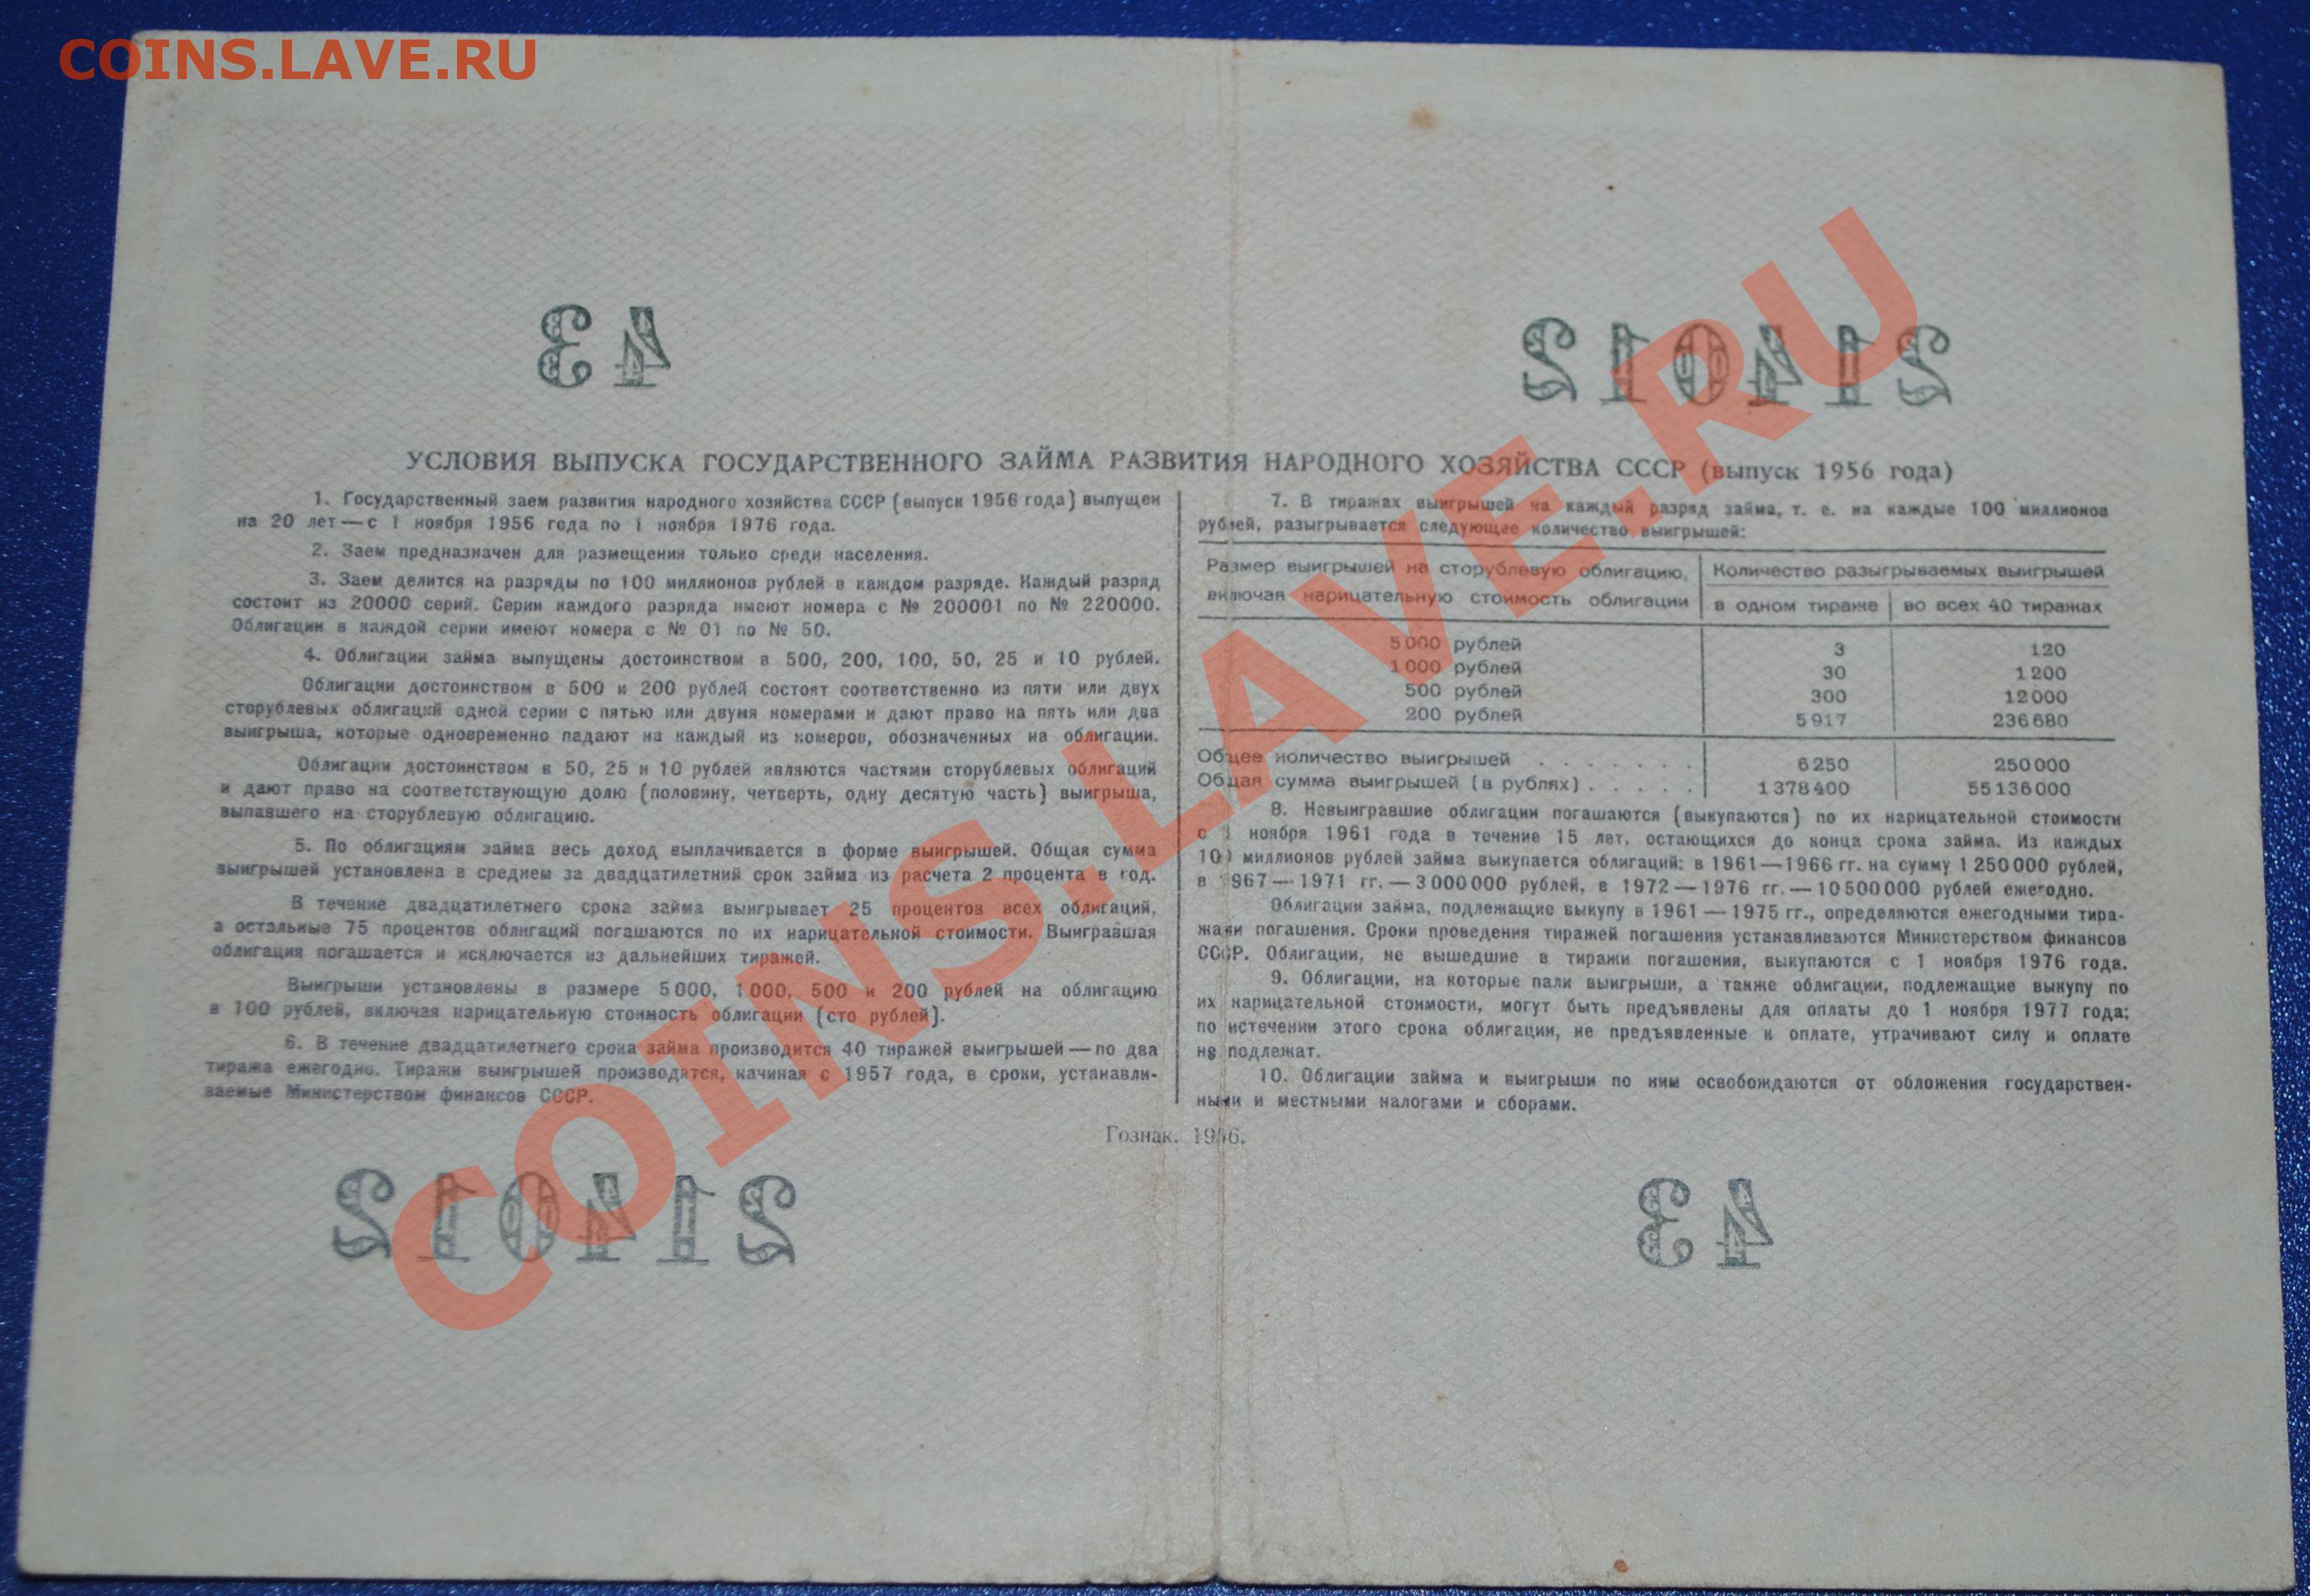 COINS.LAVE.RU
43
214012
УСЛОВИЯ ВЫПУСКА ГОСУДАРСТВЕННОГО ЗАЙМА РАЗВИТИЯ НАРОДНОГО ХОЗЯЙСТВА СССР (выпуск 1956 года)
1. Государственный заем развития народного хозяйства СССР (выпуск 1956 года) выпущен
на 20 лет — с 1 ноября 1956 года по 1 ноября 1976 года.
2. Заем предназначен для размещения только среди населения.
3. Заем делится на разряды по 100 миллионов рублей в каждом разряде. Каждый разряд
состоит из 20000 серий. Серии каждого разряда имеют номера с № 200001 по № 220000.
Облигации в каждой серии имеют номера с № 01 по № 50.
4. Облигации займа выпущены достоинством в 500, 200, 100, 50, 25 и 10 рублей.
Облигации достоинством в 500 и 200 рублей состоят соответственно из пяти или двух
сторублевых облигаций одной серии с пятью или двумя номерами и дают право на пять или два
выигрыша, которые одновременно падают на каждый из номеров, обозначенных на облигации.
Облигации достоинством в 50, 25 и 10 рублей являются частями сторублевых облигаций
и дают право на соответствующую долю (половину, четверть, одну десятую часть) выигрыша,
выпавшего на сторублевую облигацию.
5. По облигациям займа весь доход выплачивается в форме выигрышей. Общая сумма
выигрышей установлена в среднем за двадцатилетний срок займа из расчета 2 процента в год.
В течение двадцатилетнего срока займа выигрывает 25 процентов всех облигаций,
а остальные 75 процентов облигаций погашаются по их нарицательной стоимости. Выигравшая
облигация погашается и исключается из дальнейших тиражей.
Выигрыши установлены в размере 5000, 1000, 500 и 200 рублей на облигацию
в 100 рублей, включая нарицательную стоимость облигации (сто рублей).
6. В течение двадцатилетнего срока займа производится 40 тиражей выигрышей — по два
тиража ежегодно. Тиражи выигрышей производятся, начиная с 1957 года, в сроки, устанавли-
ваемые Министерством финансов СССР.
7. В тиражах выигрышей на каждый разряд займа, т. е. на каждые 100 миллионов
рублей, разыгрывается следующее количество выигрышей:
Размер выигрышей на сторублевую облигацию, Количество разыгрываемых выигрышей
включая нарицательную стоимость облигации в одном тираже во всех 40 тиражах
5000 рублей 3 120
1000 рублей 30 1200
500 рублей 300 12000
200 рублей 5917 236680
Общее количество выигрышей . . . . . . . 6250 250000
Общая сумма выигрышей (в рублях) . . . . . 1378400 55136000
8. Невыигравшие облигации погашаются (выкупаются) по их нарицательной стоимости
с 1 ноября 1961 года в течение 15 лет, остающихся до конца срока займа. Из каждых
100 миллионов рублей займа выкупается облигаций: в 1961—1966 гг. на сумму 1250000 рублей,
в 1967—1971 гг. — 3000000 рублей, в 1972—1976 гг. — 10500000 рублей ежегодно.
Облигации займа, подлежащие выкупу в 1961—1975 гг., определяются ежегодными тира-
жами погашения. Сроки проведения тиражей погашения устанавливаются Министерством финансов
СССР. Облигации, не вышедшие в тиражи погашения, выкупаются с 1 ноября 1976 года.
9. Облигации, на которые пали выигрыши, а также облигации, подлежащие выкупу по
их нарицательной стоимости, могут быть предъявлены для оплаты до 1 ноября 1977 года;
по истечении этого срока облигации, не предъявленные к оплате, утрачивают силу и оплате
не подлежат.
10. Облигации займа и выигрыши по ним освобождаются от обложения государствен-
ными и местными налогами и сборами.
Гознак. 1956.
214012
43
COINS.LAVE.RU